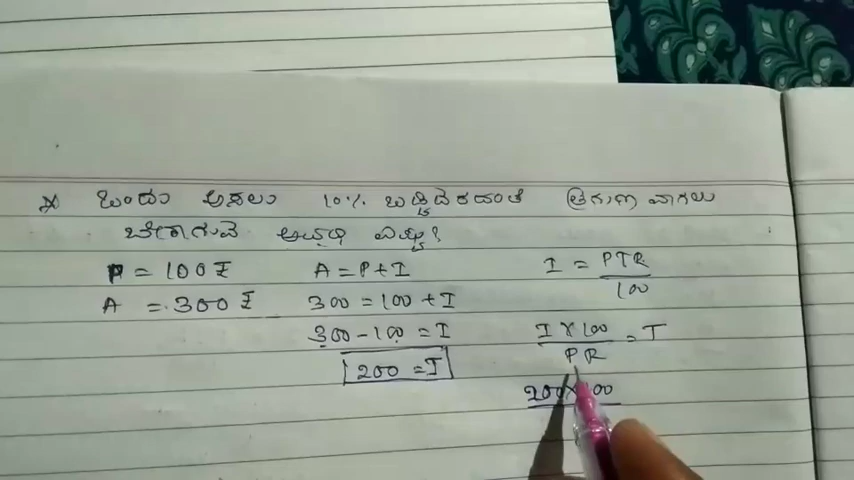 ಒಂದು ಅಸಲು 10% ಬಡ್ಡಿದರದಂತೆ ತ್ರಿಗುಣವಾಗಲು
ಬೇಕಾಗುವ ಅವಧಿ ಎಷ್ಟು?
P = 100₹ A = P+I I = PTR/100
A = 300₹ 300 = 100 + I
300 - 100 = I I × 100/PR = T
200 = I 200×100